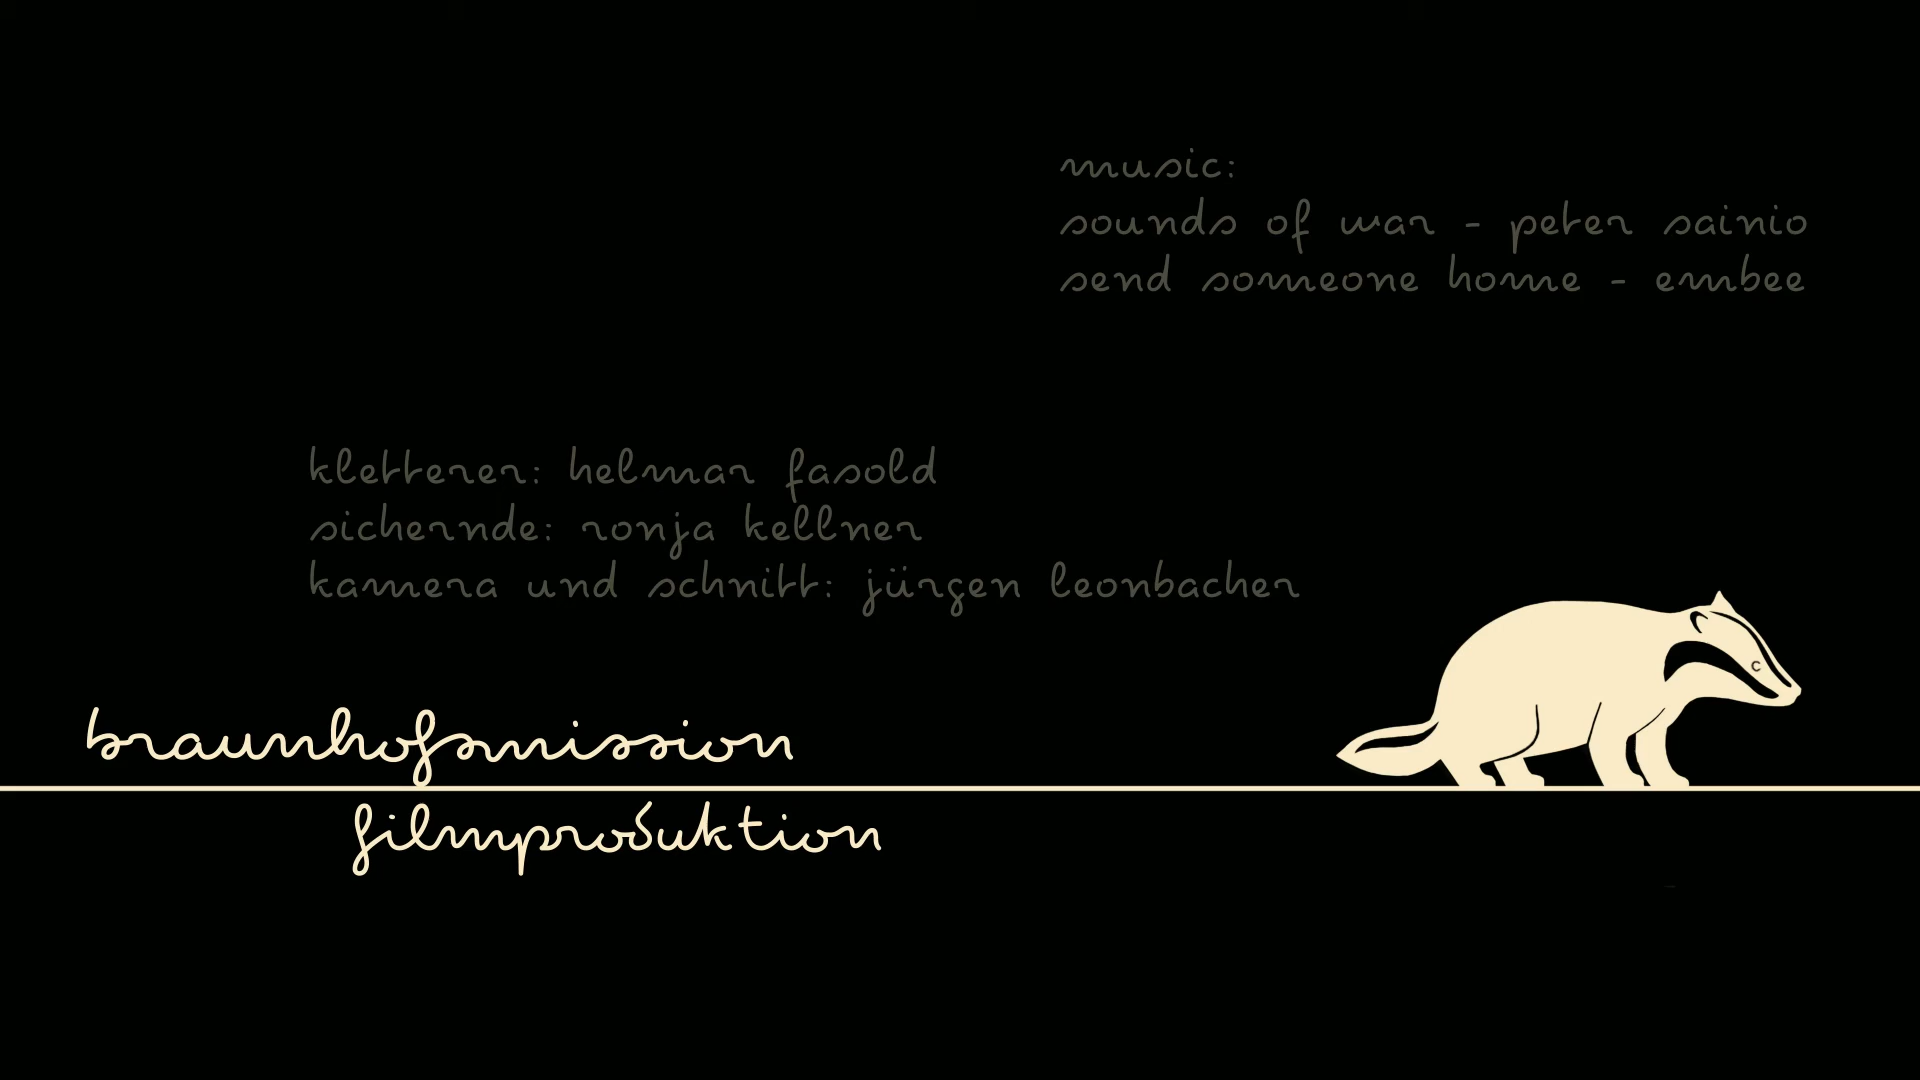 music:
sounds of war - peter sainio
send someone home - embee
kletterer: helmar fasold
sichernde: ronja kellner
kamera und schnitt: jürgen leonbacher
braunhofsmission
filmproduktion